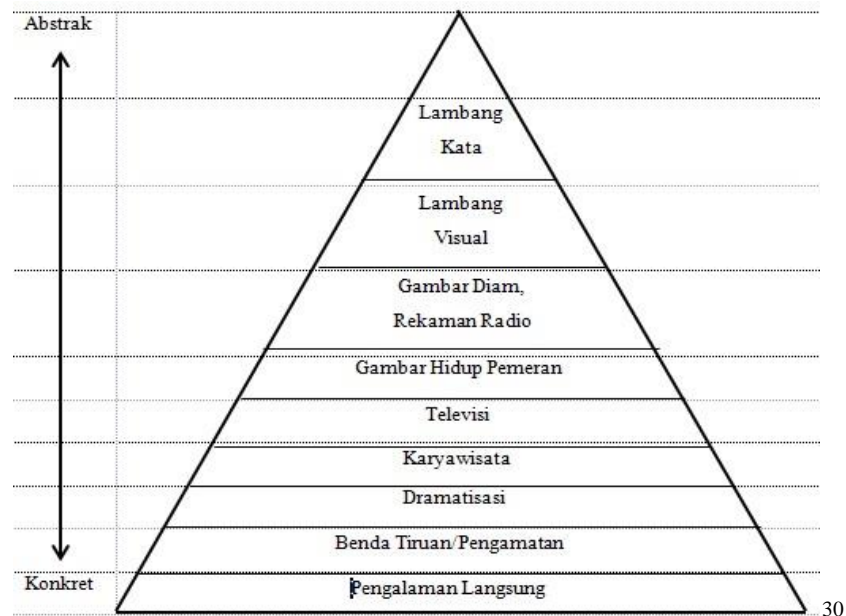 Abstrak
Lambang
Kata
Lambang
Visual
Gambar Diam,
Rekaman Radio
Gambar Hidup Pemeran
Televisi
Karyawisata
Dramatisasi
Benda Tiruan/Pengamatan
Konkret
Pengalaman Langsung
30